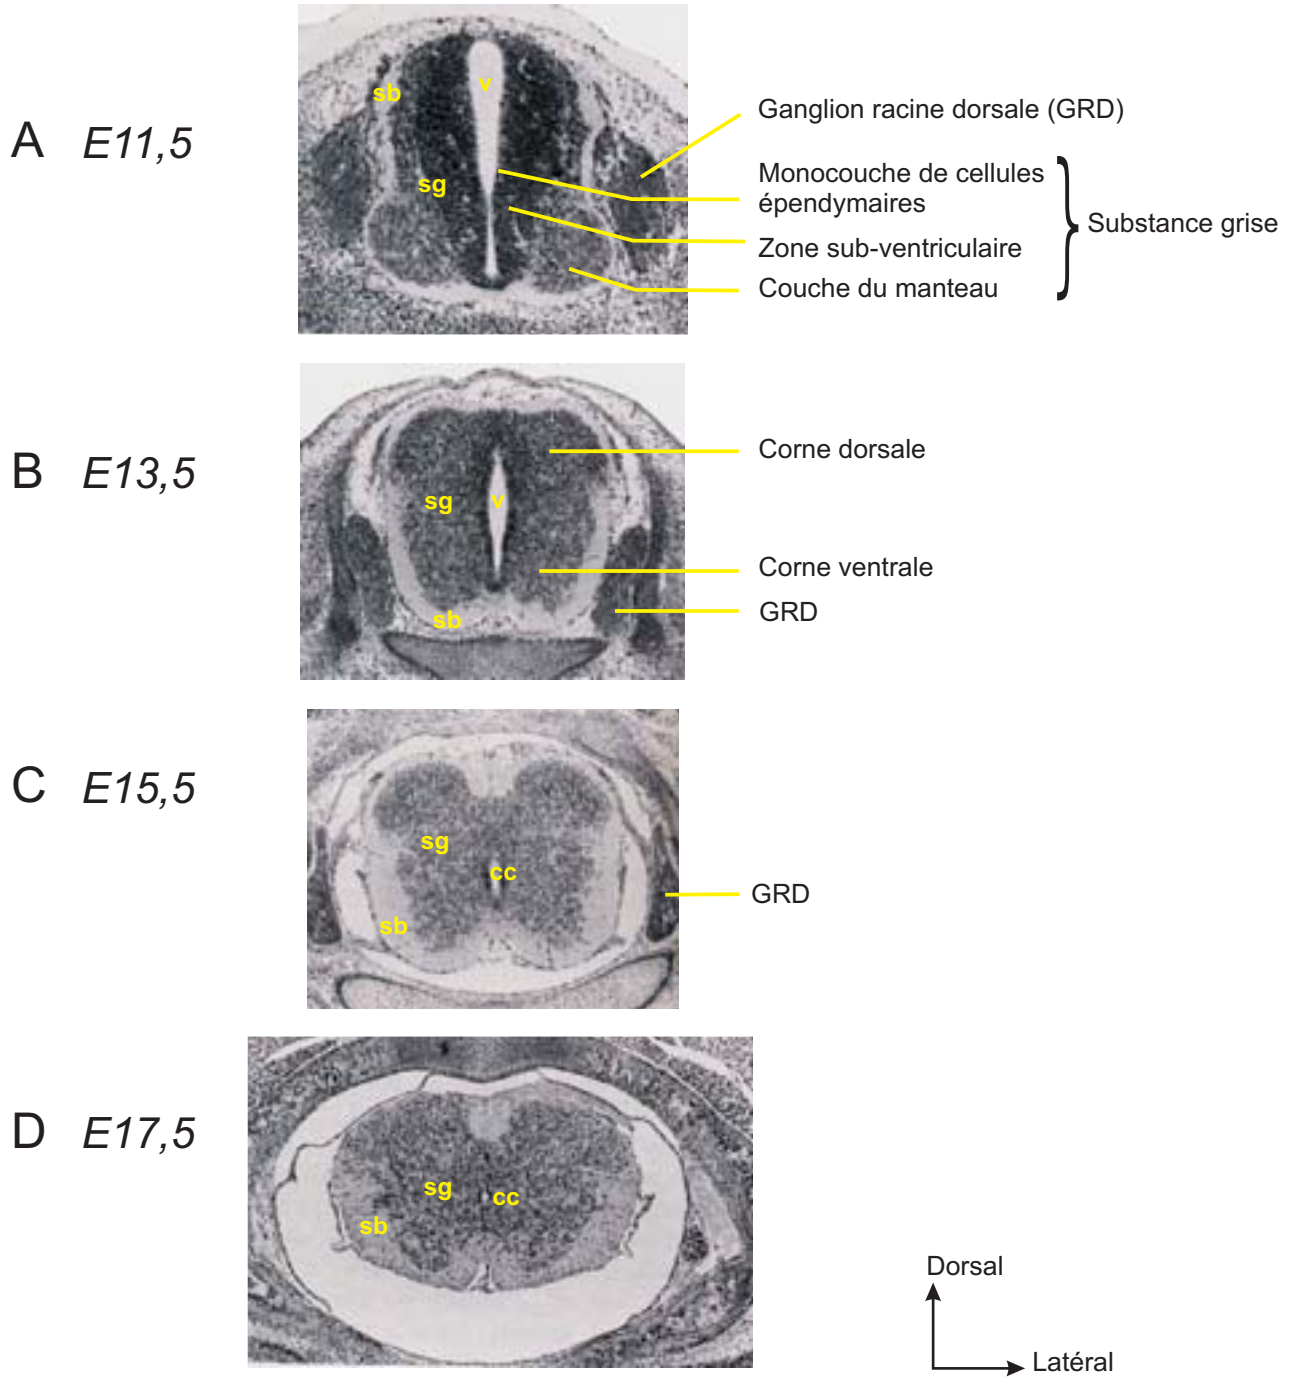 A E11,5
sb
v
sg
Ganglion racine dorsale (GRD)
Monocouche de cellules
épendymaires
Zone sub-ventriculaire
Couche du manteau
Substance grise
B E13,5
sg
v
sb
Corne dorsale
Corne ventrale
GRD
C E15,5
sg
cc
sb
GRD
D E17,5
sg
cc
sb
Dorsal
Latéral